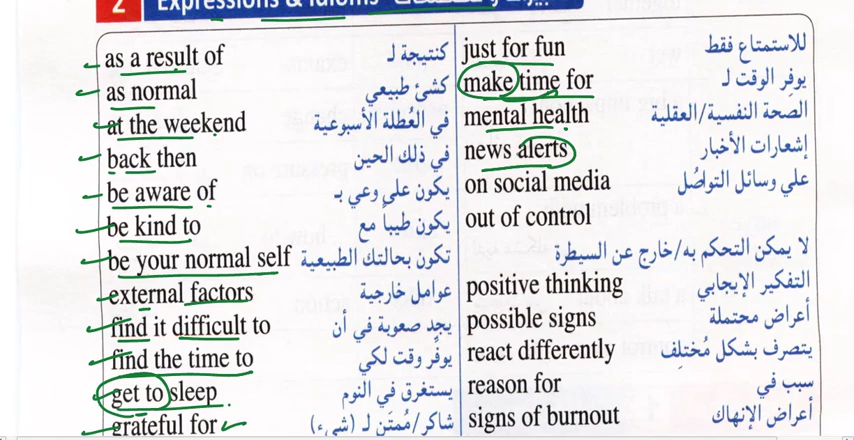 2 Expressions & Idioms
as a result of كنتيجة لـ
as normal كشئ طبيعي
at the weekend في العُطلة الأسبوعية
back then في ذلك الحين
be aware of يكون على وعي بـ
be kind to يكون طيباً مع
be your normal self تكون بحالتك الطبيعية
external factors عوامل خارجية
find it difficult to يجد صعوبة في أن
find the time to يوفّر وقت لكي
get to sleep يستغرق في النوم
grateful for شاكر/مُمتن لـ (شيء)
just for fun للاستمتاع فقط
make time for يوفر الوقت لـ
mental health الصحة النفسية/العقلية
news alerts إشعارات الأخبار
on social media علي وسائل التواصُل
out of control
لا يمكن التحكم به/خارج عن السيطرة
positive thinking التفكير الإيجابي
possible signs أعراض محتملة
react differently يتصرف بشكل مُختلِف
reason for سبب في
signs of burnout أعراض الإنهاك